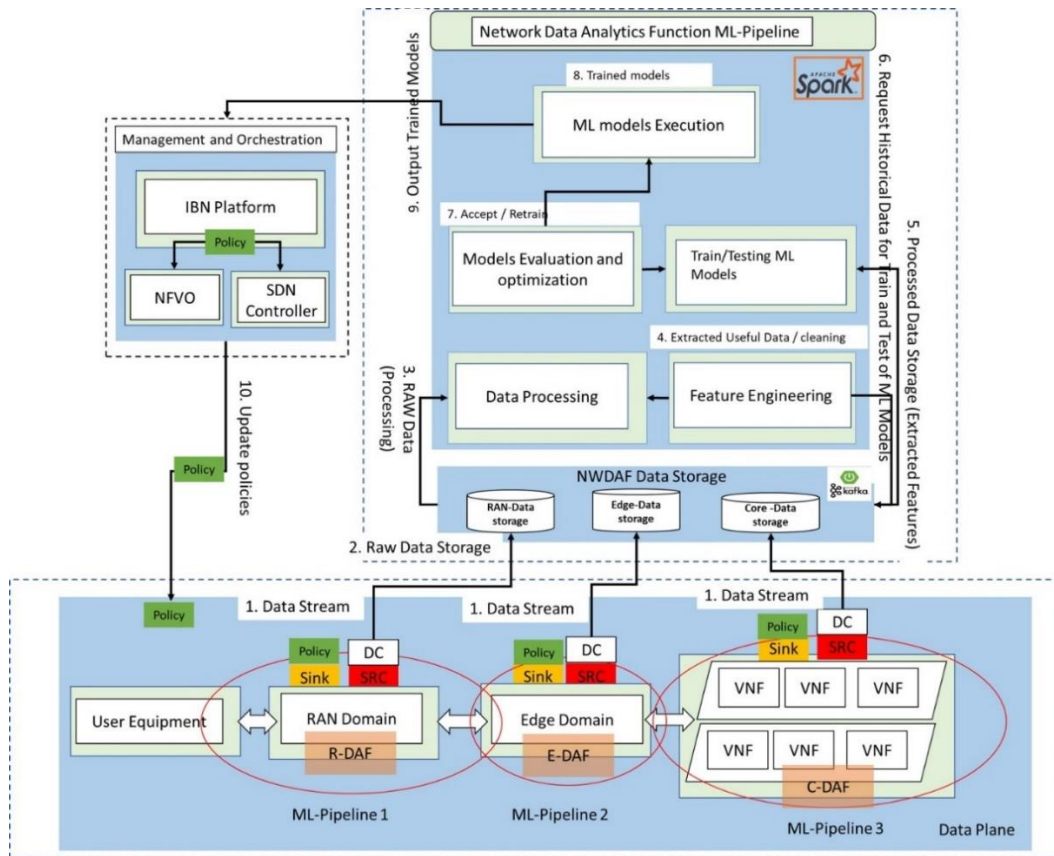 Network Data Analytics Function ML-Pipeline
APACHE
Spark
8. Trained models
ML models Execution
9. Output Trained Models
Management and Orchestration
IBN Platform
Policy
NFVO
SDN
Controller
7. Accept / Retrain
Models Evaluation and
optimization
Train/Testing ML
Models
4. Extracted Useful Data / cleaning
Data Processing
Feature Engineering
3. RAW Data
(Processing)
6. Request Historical Data for Train and Test of ML Models
5. Processed Data Storage (Extracted Features)
NWDAF Data Storage
kafka
RAN-Data
storage
Edge-Data
storage
Core -Data
storage
2. Raw Data Storage
10. Update policies
Policy
Policy
1. Data Stream
1. Data Stream
1. Data Stream
Policy
DC
Sink
SRC
Policy
DC
Sink
SRC
Policy
DC
Sink
SRC
User Equipment
RAN Domain
R-DAF
Edge Domain
E-DAF
VNF
VNF
VNF
VNF
VNF
VNF
C-DAF
ML-Pipeline 1
ML-Pipeline 2
ML-Pipeline 3
Data Plane